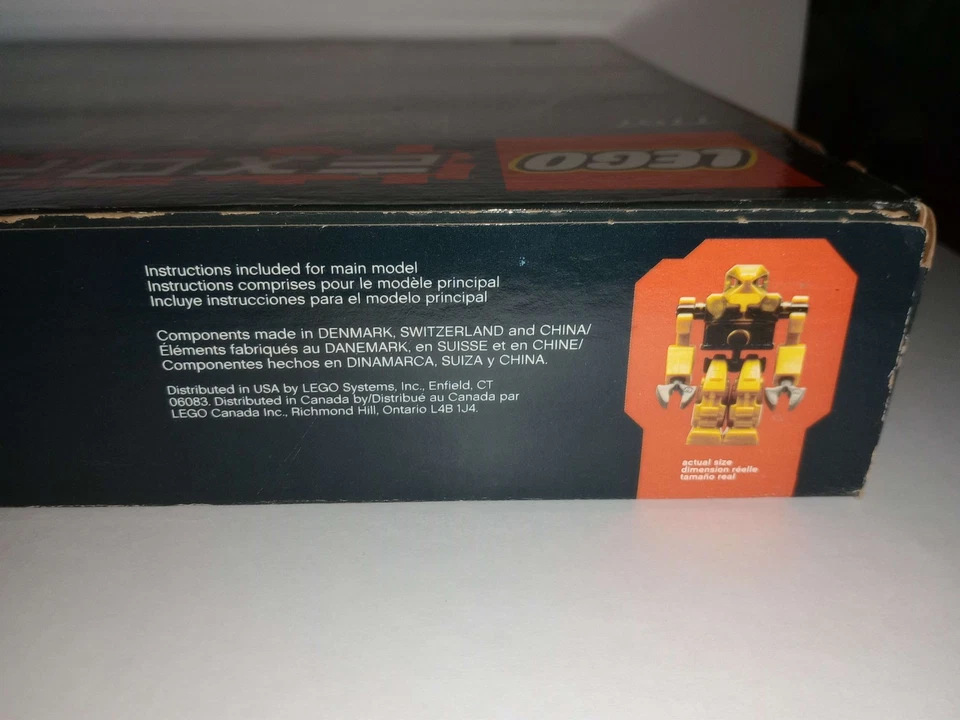 LEGO
Instructions included for main model
Instructions comprises pour le modèle principal
Incluye instrucciones para el modelo principal
Components made in DENMARK, SWITZERLAND and CHINA/
Éléments fabriqués au DANEMARK, en SUISSE et en CHINE/
Componentes hechos en DINAMARCA, SUIZA y CHINA.
Distributed in USA by LEGO Systems, Inc., Enfield, CT
06083. Distributed in Canada by/Distribué au Canada par
LEGO Canada Inc., Richmond Hill, Ontario L4B 1J4.
actual size
dimension réelle
tamaño real